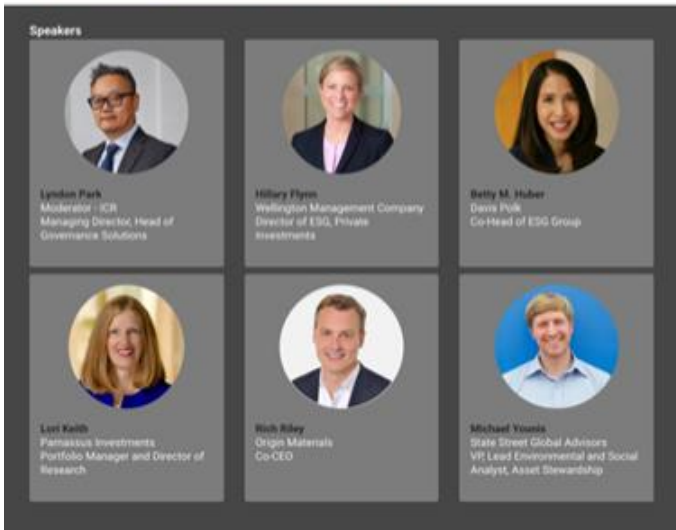 Speakers
Lyndon Park
Moderator - ICR
Managing Director, Head of
Governance Solutions
Hillary Flynn
Wellington Management Company
Director of ESG, Private
Investments
Betty M. Huber
Davis Polk
Co-Head of ESG Group
Lori Keith
Parnassus Investments
Portfolio Manager and Director of
Research
Rich Riley
Origin Materials
Co-CEO
Michael Younis
State Street Global Advisors
VP, Lead Environmental and Social
Analyst, Asset Stewardship